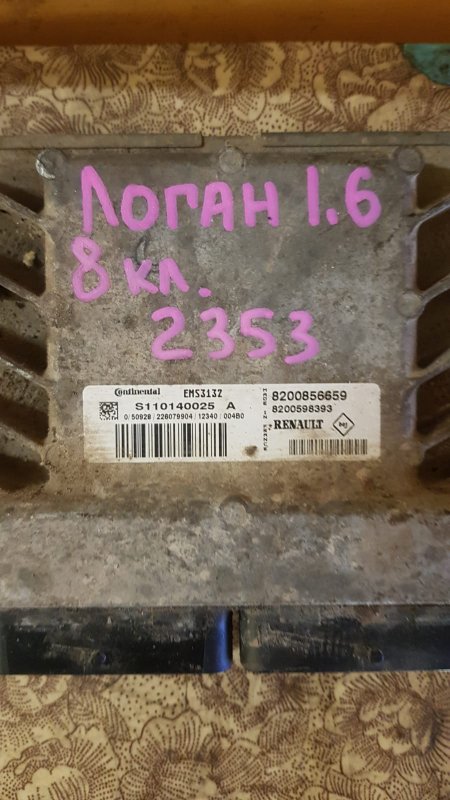 ЛОГАН 1.6
8 кл.
2353
Continental EMS3132
S110140025 A
0/50928/228079904/12340/004B0
8200856659
8200598393
RENAULT